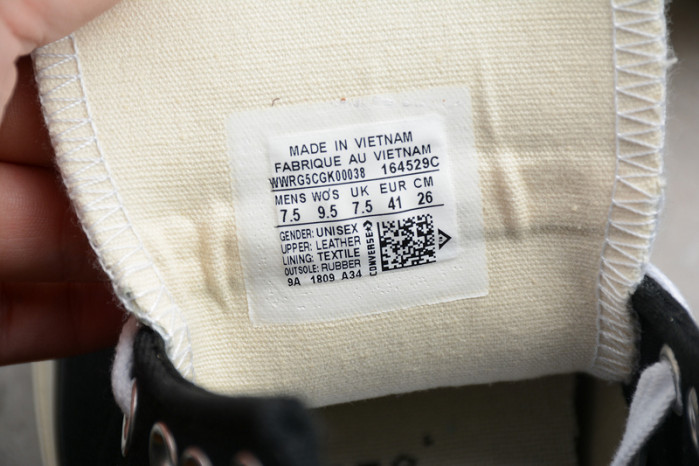 MADE IN VIETNAM
FABRIQUE AU VIETNAM
WWRG5CGK00038 164529C
MENS WO'S UK EUR CM
7.5 9.5 7.5 41 26
GENDER: UNISEX
UPPER: LEATHER
LINING: TEXTILE
OUTSOLE: RUBBER
9A 1809 A34
CONVERSE